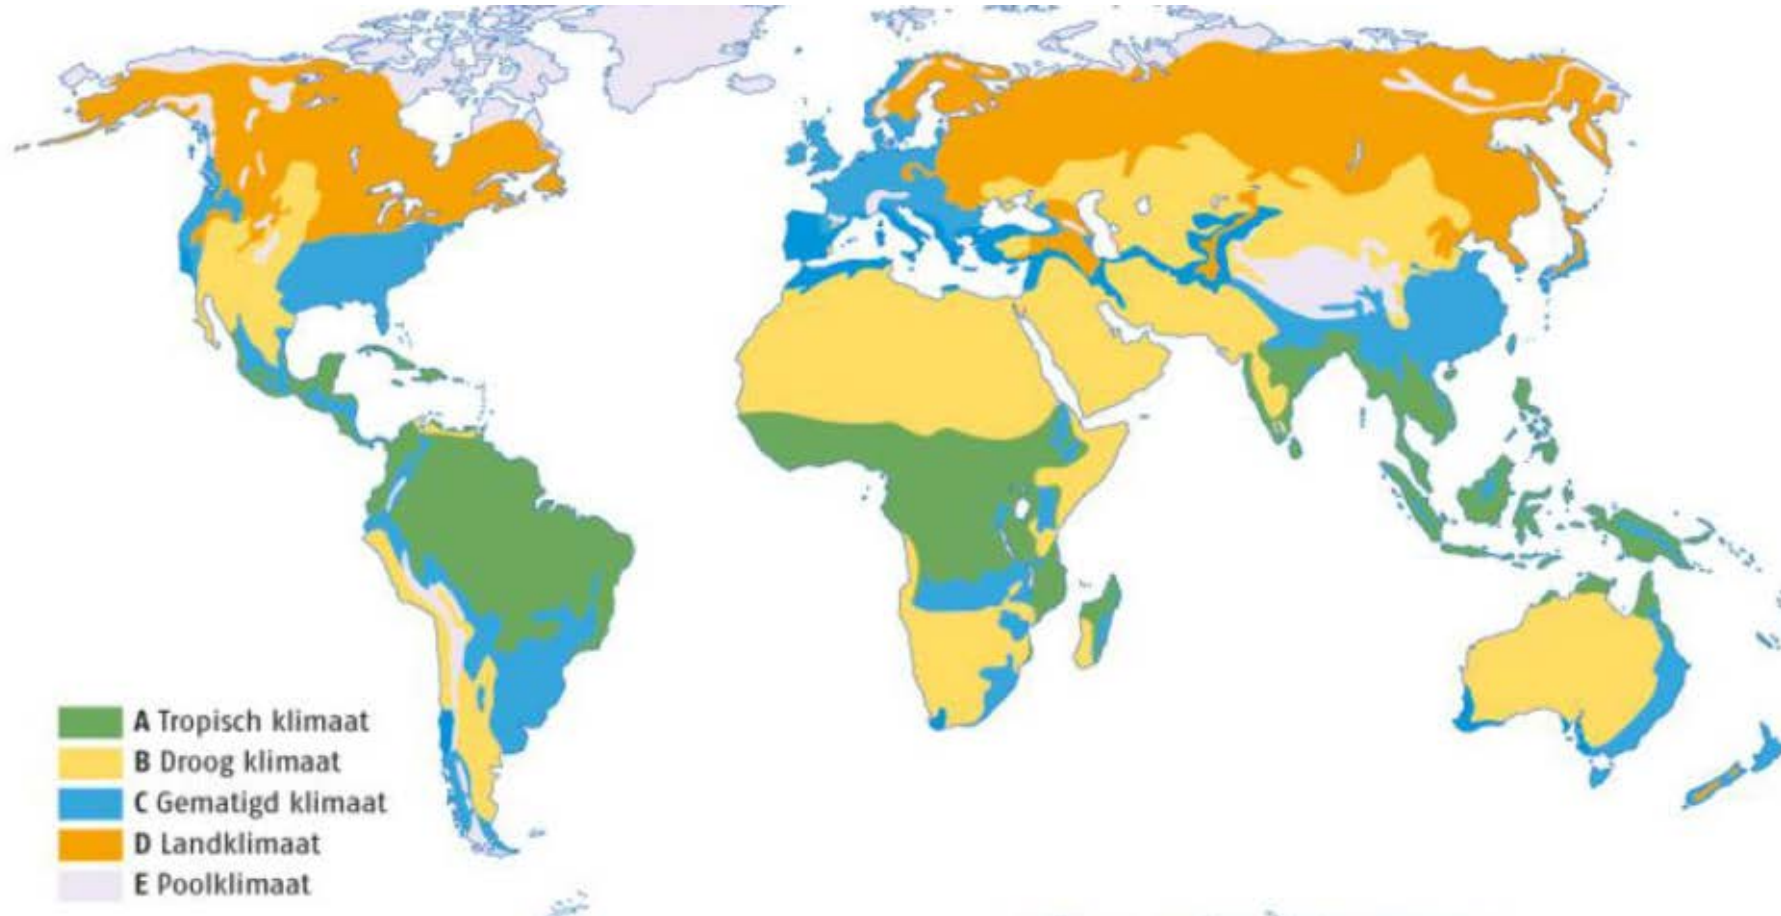 A Tropisch klimaat
B Droog klimaat
C Gematigd klimaat
D Landklimaat
E Poolklimaat